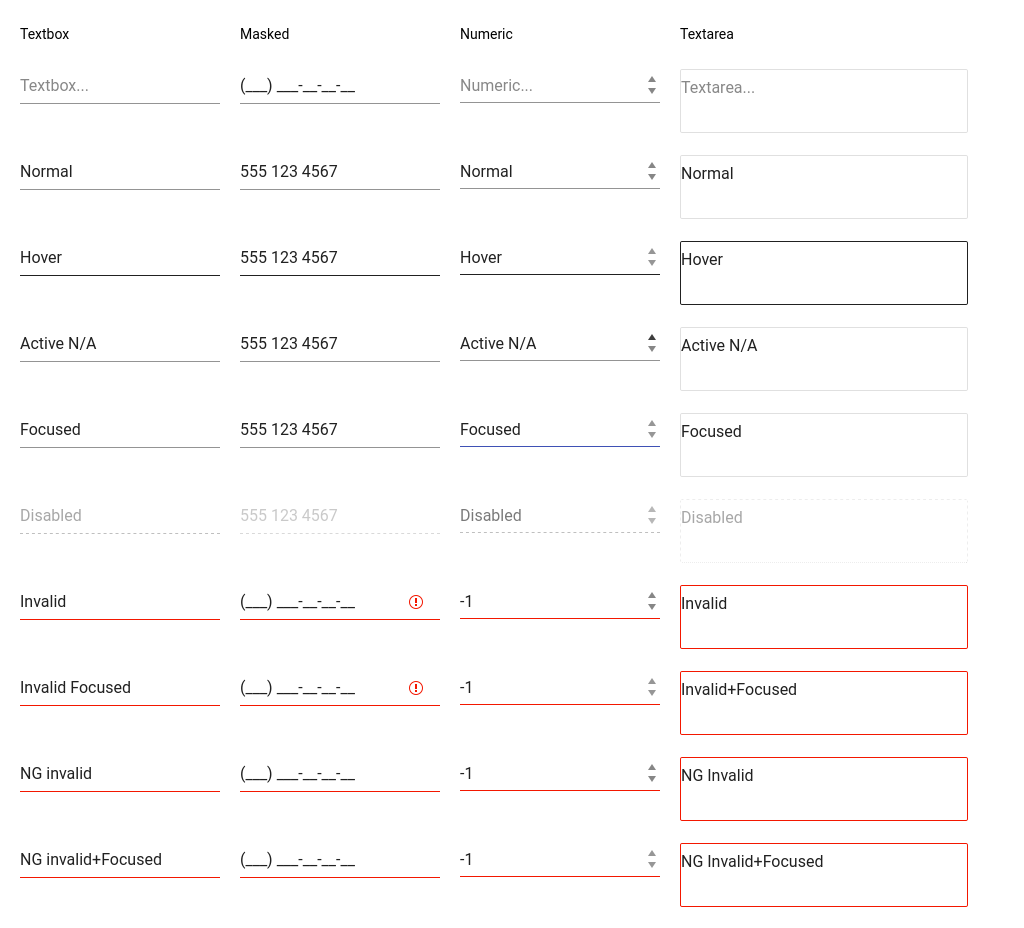 Textbox Masked Numeric Textarea
Textbox... (___) ___-__-__-__ Numeric... Textarea...
Normal 555 123 4567 Normal Normal
Hover 555 123 4567 Hover Hover
Active N/A 555 123 4567 Active N/A Active N/A
Focused 555 123 4567 Focused Focused
Disabled 555 123 4567 Disabled Disabled
Invalid (___) ___-__-__-__ -1 Invalid
Invalid Focused (___) ___-__-__-__ -1 Invalid+Focused
NG invalid (___) ___-__-__-__ -1 NG Invalid
NG invalid+Focused (___) ___-__-__-__ -1 NG Invalid+Focused